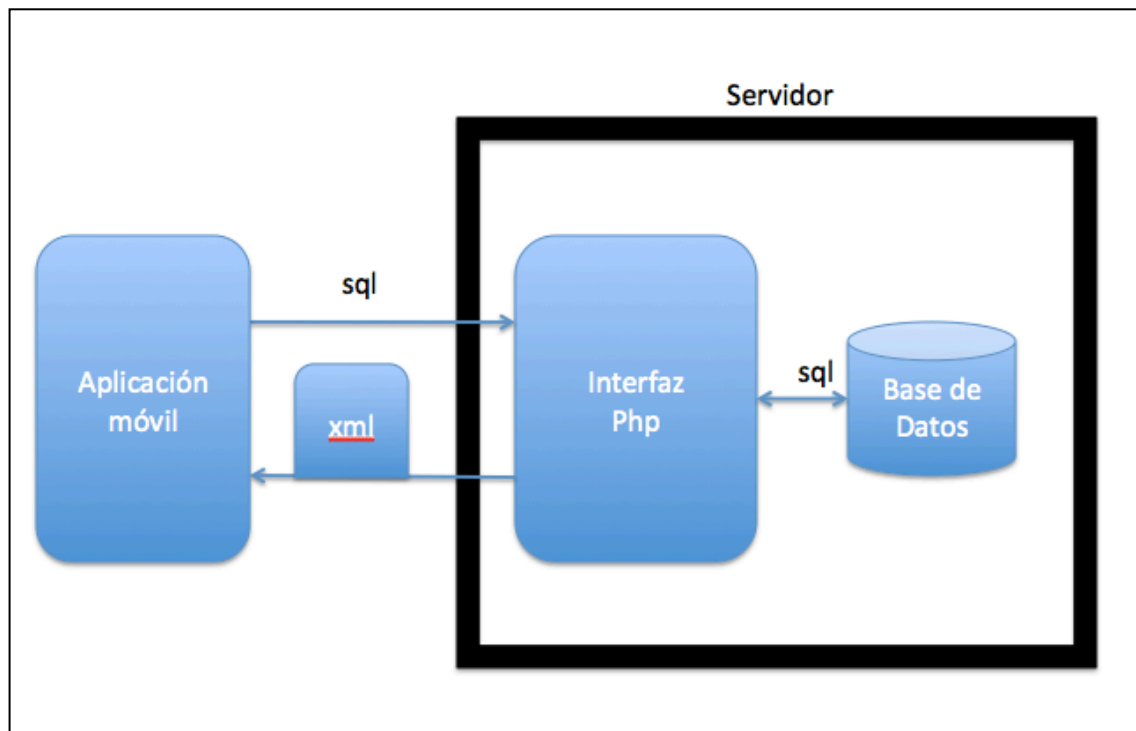 Servidor
sql
Aplicación
móvil
xml
Interfaz
Php
sql
Base de
Datos